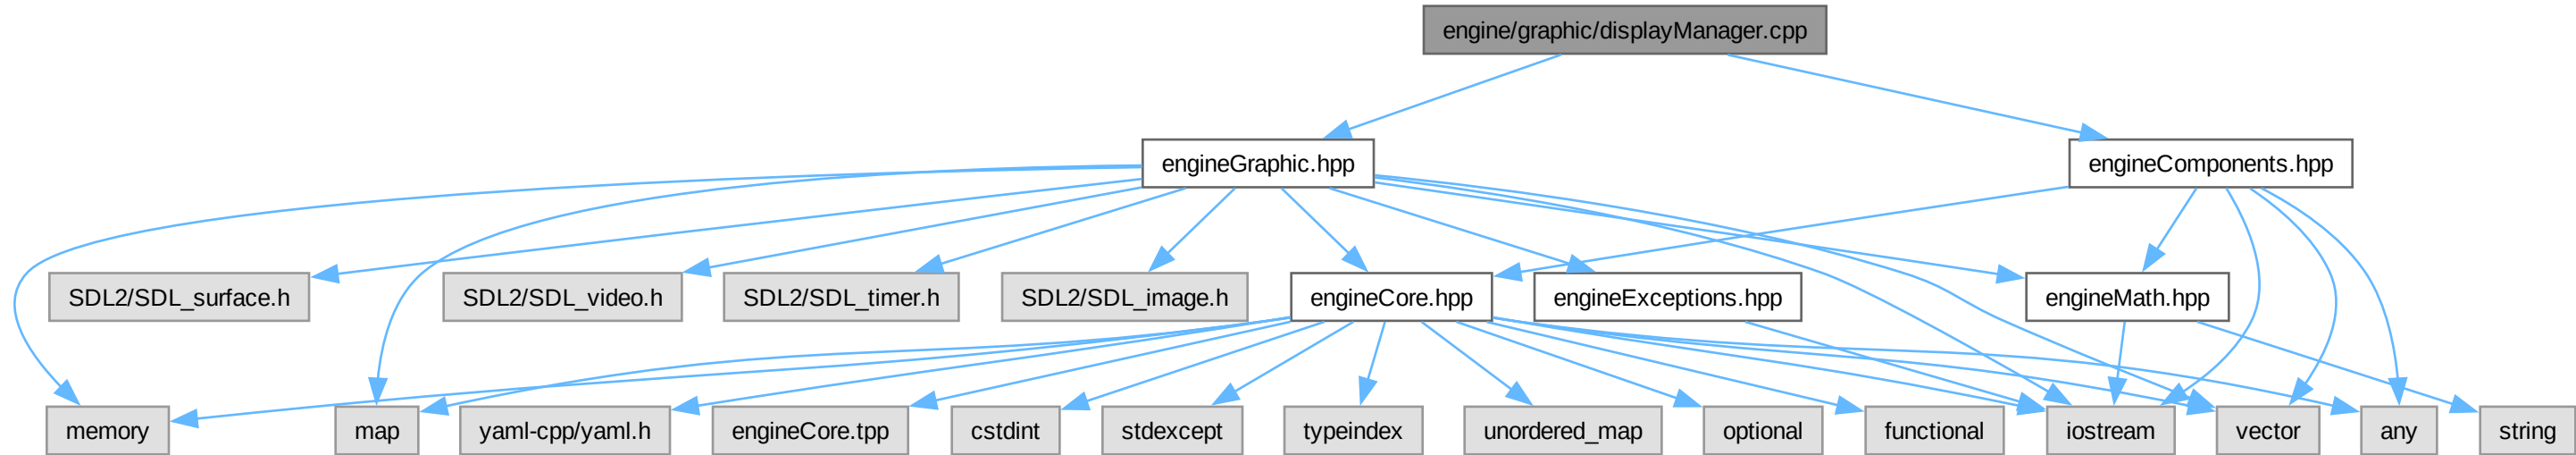 engine/graphic/displayManager.cpp
engineGraphic.hpp
engineComponents.hpp
SDL2/SDL_surface.h
SDL2/SDL_video.h
SDL2/SDL_timer.h
SDL2/SDL_image.h
engineCore.hpp
engineExceptions.hpp
engineMath.hpp
memory
map
yaml-cpp/yaml.h
engineCore.tpp
cstdint
stdexcept
typeindex
unordered_map
optional
functional
iostream
vector
any
string